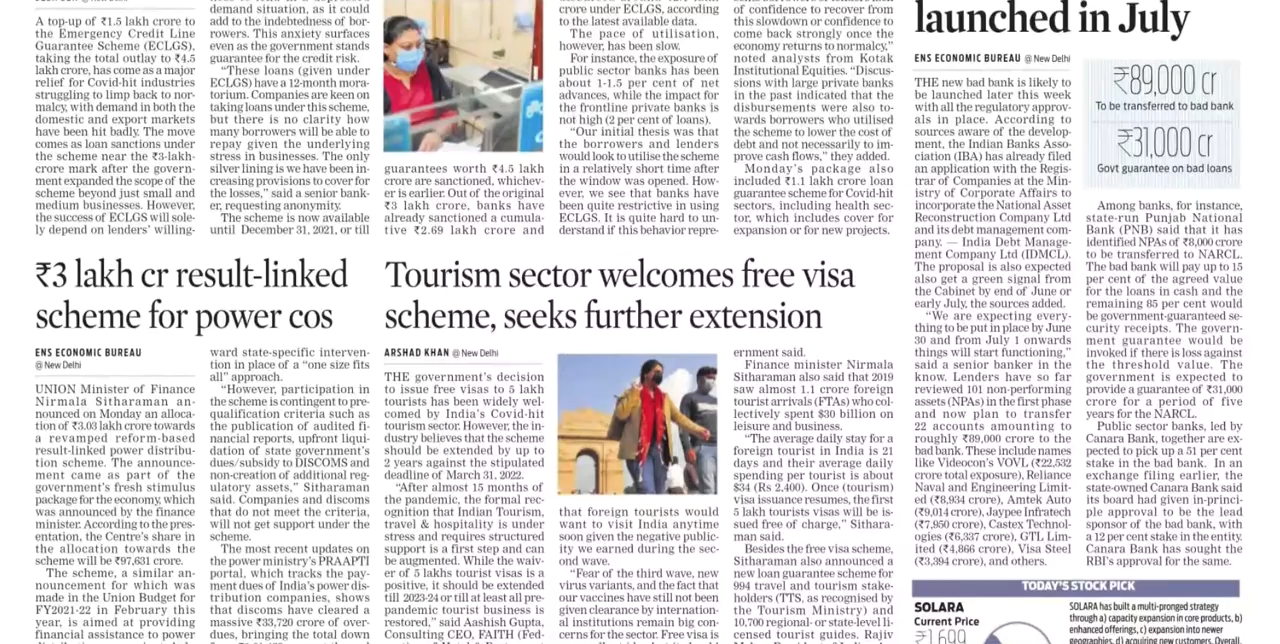 A top-up of ₹1.5 lakh crore to
the Emergency Credit Line
Guarantee Scheme (ECLGS),
taking the total outlay to ₹4.5
lakh crore, has come as a major
relief for Covid-hit industries
struggling to limp back to nor-
malcy, with demand in both the
domestic and export markets
have been hit badly. The move
comes as loan sanctions under
the scheme near the ₹3-lakh-
crore mark after the govern-
ment expanded the scope of the
scheme beyond just small and
medium businesses. However,
the success of ECLGS will sole-
ly depend on lenders' willing-
demand situation, as it could
add to the indebtedness of bor-
rowers. This anxiety surfaces
even as the government stands
guarantee for the credit risk.
“These loans (given under
ECLGS) have a 12-month mora-
torium. Companies are keen on
taking loans under this scheme,
but there is no clarity how
many borrowers will be able to
repay given the underlying
stress in businesses. The only
silver lining is we have been in-
creasing provisions to cover for
the losses,” said a senior bank-
er, requesting anonymity.
The scheme is now available
until December 31, 2021, or till
guarantees worth ₹4.5 lakh
crore are sanctioned, whichev-
er is earlier. Out of the original
₹3 lakh crore, banks have
already sanctioned a cumula-
tive ₹2.69 lakh crore and
crore under ECLGS, according
to the latest available data.
The pace of utilisation,
however, has been slow.
For instance, the exposure of
public sector banks has been
about 1-1.5 per cent of net
advances, while the impact for
the frontline private banks is
not high (2 per cent of loans).
“Our initial thesis was that
the borrowers and lenders
would look to utilise the scheme
in a relatively short time after
the window was opened. How-
ever, we see that banks have
been quite restrictive in using
ECLGS. It is quite hard to un-
derstand if this behavior repre-
of confidence to recover from
this slowdown or confidence to
come back strongly once the
economy returns to normalcy,”
noted analysts from Kotak
Institutional Equities. “Discus-
sions with large private banks
in the past indicated that the
disbursements were also to-
wards borrowers who utilised
the scheme to lower the cost of
debt and not necessarily to im-
prove cash flows,” they added.
Monday's package also
included ₹1.1 lakh crore loan
guarantee scheme for Covid-hit
sectors, including health sec-
tor, which includes cover for
expansion or for new projects.
launched in July
ENS ECONOMIC BUREAU @ New Delhi
THE new bad bank is likely to
be launched later this week
with all the regulatory approv-
als in place. According to
sources aware of the develop-
ment, the Indian Banks Asso-
ciation (IBA) has already filed
an application with the Regis-
trar of Companies at the Min-
istry of Corporate Affairs to
incorporate the National Asset
Reconstruction Company Ltd
and its debt management com-
pany. — India Debt Manage-
ment Company Ltd (IDMCL).
The proposal is also expected
also get a green signal from
the Cabinet by end of June or
early July, the sources added.
“We are expecting every-
thing to be put in place by June
30 and from July 1 onwards
things will start functioning,”
said a senior banker in the
know. Lenders have so far
reviewed 101 non-performing
assets (NPAs) in the first phase
and now plan to transfer
22 accounts amounting to
roughly ₹89,000 crore to the
bad bank. These include names
like Videocon's VOVL (₹22,532
crore total exposure), Reliance
Naval and Engineering Limit-
ed (₹8,934 crore), Amtek Auto
(₹9,014 crore), Jaypee Infratech
(₹7,950 crore), Castex Technol-
ogies (₹6,337 crore), GTL Lim-
ited (₹4,866 crore), Visa Steel
(₹3,394 crore), and others.
₹89,000 cr
To be transferred to bad bank
₹31,000 cr
Govt guarantee on bad loans
Among banks, for instance,
state-run Punjab National
Bank (PNB) said that it has
identified NPAs of ₹8,000 crore
to be transferred to NARCL.
The bad bank will pay up to 15
per cent of the agreed value
for the loans in cash and the
remaining 85 per cent would
be government-guaranteed se-
curity receipts. The govern-
ment guarantee would be
invoked if there is loss against
the threshold value. The
government is expected to
provide a guarantee of ₹31,000
crore for a period of five
years for the NARCL.
Public sector banks, led by
Canara Bank, together are ex-
pected to pick up a 51 per cent
stake in the bad bank. In an
exchange filing earlier, the
state-owned Canara Bank said
its board had given in-princi-
ple approval to be the lead
sponsor of the bad bank, with
a 12 per cent stake in the entity.
Canara Bank has sought the
RBI's approval for the same.
₹3 lakh cr result-linked
scheme for power cos
ENS ECONOMIC BUREAU
@ New Delhi
UNION Minister of Finance
Nirmala Sitharaman an-
nounced on Monday an alloca-
tion of ₹3.03 lakh crore towards
a revamped reform-based
result-linked power distribu-
tion scheme. The announce-
ment came as part of the
government's fresh stimulus
package for the economy, which
was announced by the finance
minister. According to the pres-
entation, the Centre's share in
the allocation towards the
scheme will be ₹97,631 crore.
The scheme, a similar an-
nouncement for which was
made in the Union Budget for
FY2021-22 in February this
year, is aimed at providing
financial assistance to power
ward state-specific interven-
tion in place of a “one size fits
all” approach.
“However, participation in
the scheme is contingent to pre-
qualification criteria such as
the publication of audited fi-
nancial reports, upfront liqui-
dation of state government's
dues/subsidy to DISCOMS and
non-creation of additional reg-
ulatory assets,” Sitharaman
said. Companies and discoms
that do not meet the criteria,
will not get support under the
scheme.
The most recent updates on
the power ministry's PRAAPTI
portal, which tracks the pay-
ment dues of India's power dis-
tribution companies, shows
that discoms have cleared a
massive ₹33,720 crore of over-
dues, bringing the total down
Tourism sector welcomes free visa
scheme, seeks further extension
ARSHAD KHAN @ New Delhi
THE government's decision
to issue free visas to 5 lakh
tourists has been widely wel-
comed by India's Covid-hit
tourism sector. However, the in-
dustry believes that the scheme
should be extended by up to
2 years against the stipulated
deadline of March 31, 2022.
“After almost 15 months of
the pandemic, the formal rec-
ognition that Indian Tourism,
travel & hospitality is under
stress and requires structured
support is a first step and can
be augmented. While the waiv-
er of 5 lakhs tourist visas is a
positive, it should be extended
till 2023-24 or till at least all pre-
pandemic tourist business is
restored,” said Aashish Gupta,
Consulting CEO, FAITH (Fed-
that foreign tourists would
want to visit India anytime
soon given the negative public-
ity we earned during the sec-
ond wave.
“Fear of the third wave, new
virus variants, and the fact that
our vaccines have still not been
given clearance by internation-
al institutions remain big con-
cerns for the sector. Free visa is
ernment said.
Finance minister Nirmala
Sitharaman also said that 2019
saw almost 1.1 crore foreign
tourist arrivals (FTAs) who col-
lectively spent $30 billion on
leisure and business.
“The average daily stay for a
foreign tourist in India is 21
days and their average daily
spending per tourist is about
$34 (Rs 2,400). Once (tourism)
visa issuance resumes, the first
5 lakh tourists visas will be is-
sued free of charge,” Sithara-
man said.
Besides the free visa scheme,
Sitharaman also announced a
new loan guarantee scheme for
994 travel and tourism stake-
holders (TTS, as recognised by
the Tourism Ministry) and
10,700 regional- or state-level li-
censed tourist guides. Rajiv
TODAY'S STOCK PICK
SOLARA
Current Price
₹1,699
SOLARA has built a multi-pronged strategy
through a) capacity expansion in core products, b)
enhanced offerings, c) expansion into newer
geographies, d) acquiring new customers. Overall,